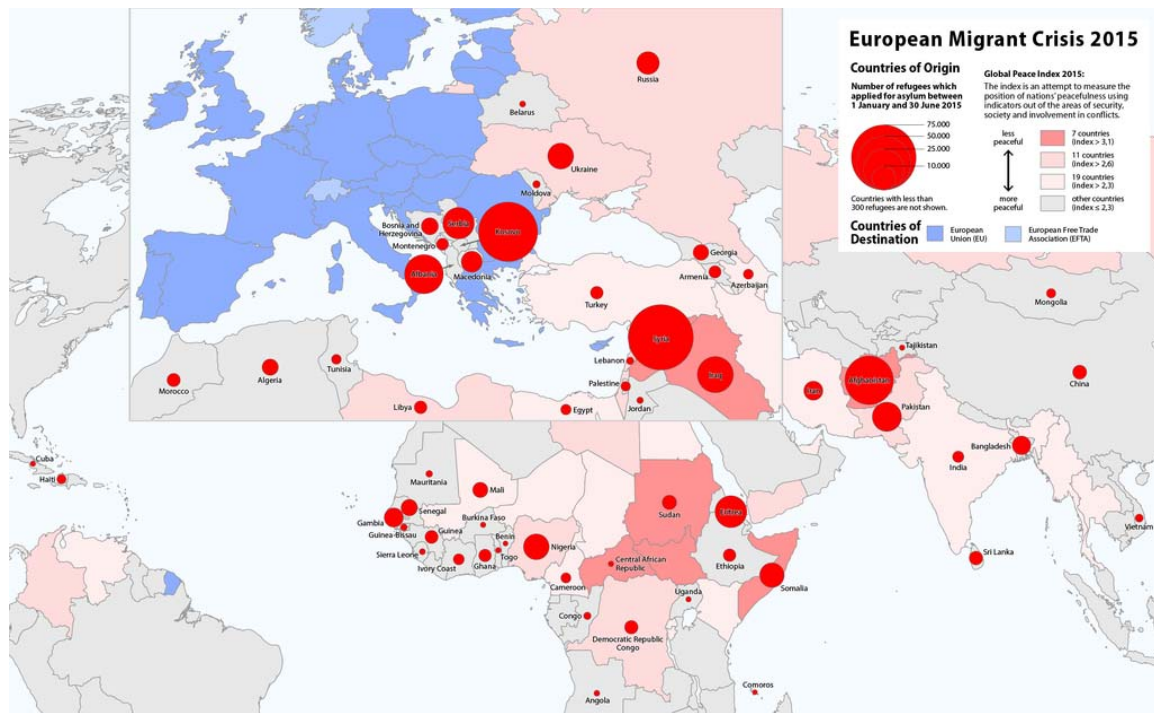 European Migrant Crisis 2015
Countries of Origin
Number of refugees which
applied for asylum between
1 January and 30 June 2015
75.000
50.000
25.000
10.000
Countries with less than
300 refugees are not shown.
Global Peace Index 2015:
The index is an attempt to measure the
position of nations' peacefulness using
indicators out of the areas of security,
society and involvement in conflicts.
less
peaceful
more
peaceful
7 countries
(index > 3,1)
11 countries
(index > 2,6)
19 countries
(index > 2,3)
other countries
(index ≤ 2,3)
Countries of
Destination
European
Union (EU)
European Free Trade
Association (EFTA)
Russia
Belarus
Ukraine
Moldova
Bosnia and
Herzegovina
Serbia
Kosovo
Montenegro
Albania
Macedonia
Georgia
Armenia
Azerbaijan
Turkey
Syria
Lebanon
Iraq
Palestine
Jordan
Morocco
Algeria
Tunisia
Libya
Egypt
Mongolia
Tajikistan
China
Iran
Afghanistan
Pakistan
Bangladesh
India
Vietnam
Sri Lanka
Cuba
Haiti
Mauritania
Mali
Senegal
Gambia
Burkina Faso
Guinea-Bissau
Guinea
Benin
Sierra Leone
Togo
Ivory Coast
Ghana
Nigeria
Cameroon
Sudan
Eritrea
Central African
Republic
Ethiopia
Somalia
Uganda
Congo
Democratic Republic
Congo
Angola
Comoros